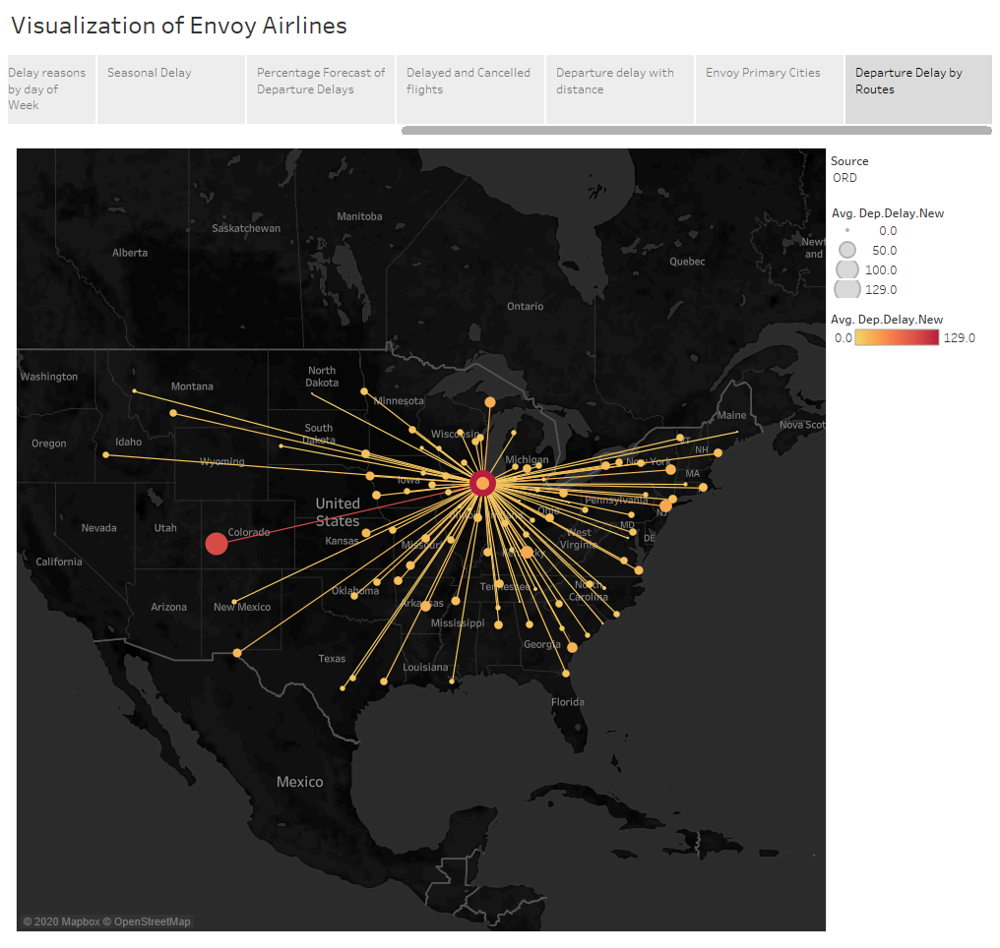 Visualization of Envoy Airlines
Delay reasons
by day of
Week
Seasonal Delay
Percentage Forecast of
Departure Delays
Delayed and Cancelled
flights
Departure delay with
distance
Envoy Primary Cities
Departure Delay by
Routes
Source
ORD
Avg. Dep.Delay.New
0.0
50.0
100.0
129.0
Avg. Dep.Delay.New
0.0 129.0
Manitoba
Saskatchewan
Alberta
Quebec
Ontario
Newf
and
Washington
Montana
North
Dakota
Minnesota
Maine
Nova Scot
Oregon
Idaho
South
Dakota
Wisconsin
VT
NH
Michigan
New York
Wyoming
MA
Iowa
United
States
Pennsylvania
Ohio
NJ
Nevada
Utah
Colorado
Kansas
Missouri
West
Virginia
MD
DE
California
Kentucky
Oklahoma
Tennessee
North
Carolina
Arizona
New Mexico
Arkansas
Mississippi
Georgia
Texas
Louisiana
Florida
Mexico
© 2020 Mapbox © OpenStreetMap